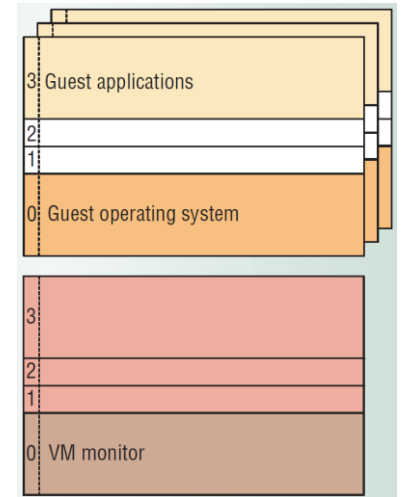 3 Guest applications
2
1
0 Guest operating system
3
2
1
0 VM monitor